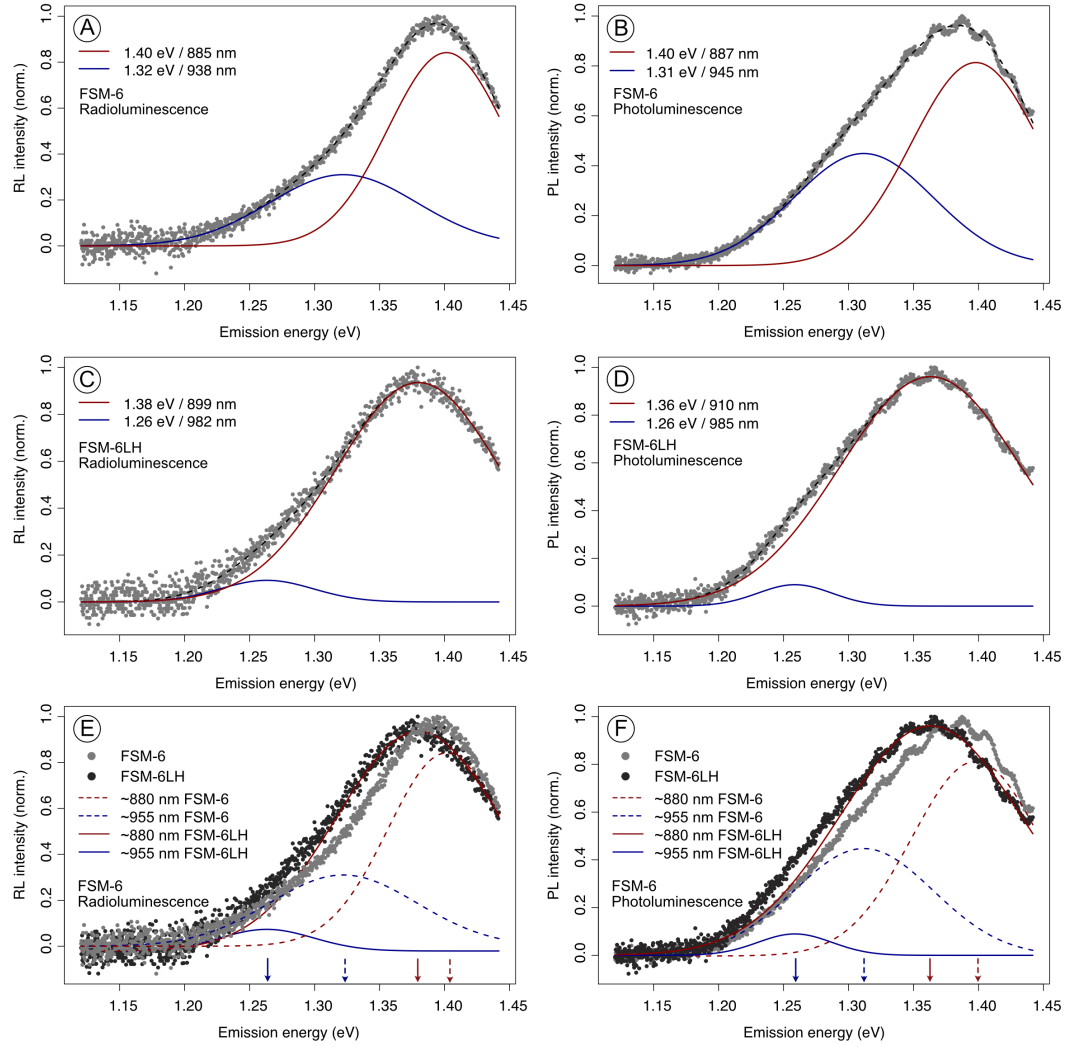 A
1.40 eV / 885 nm
1.32 eV / 938 nm
FSM-6
Radioluminescence
RL intensity (norm.)
0.0 0.2 0.4 0.6 0.8 1.0
1.15 1.20 1.25 1.30 1.35 1.40 1.45
Emission energy (eV)
B
1.40 eV / 887 nm
1.31 eV / 945 nm
FSM-6
Photoluminescence
PL intensity (norm.)
0.0 0.2 0.4 0.6 0.8 1.0
1.15 1.20 1.25 1.30 1.35 1.40 1.45
Emission energy (eV)
C
1.38 eV / 899 nm
1.26 eV / 982 nm
FSM-6LH
Radioluminescence
RL intensity (norm.)
0.0 0.2 0.4 0.6 0.8 1.0
1.15 1.20 1.25 1.30 1.35 1.40 1.45
Emission energy (eV)
D
1.36 eV / 910 nm
1.26 eV / 985 nm
FSM-6LH
Photoluminescence
PL intensity (norm.)
0.0 0.2 0.4 0.6 0.8 1.0
1.15 1.20 1.25 1.30 1.35 1.40 1.45
Emission energy (eV)
E
FSM-6
FSM-6LH
~880 nm FSM-6
~955 nm FSM-6
~880 nm FSM-6LH
~955 nm FSM-6LH
FSM-6
Radioluminescence
RL intensity (norm.)
0.0 0.2 0.4 0.6 0.8 1.0
1.15 1.20 1.25 1.30 1.35 1.40 1.45
Emission energy (eV)
F
FSM-6
FSM-6LH
~880 nm FSM-6
~955 nm FSM-6
~880 nm FSM-6LH
~955 nm FSM-6LH
FSM-6
Photoluminescence
PL intensity (norm.)
0.0 0.2 0.4 0.6 0.8 1.0
1.15 1.20 1.25 1.30 1.35 1.40 1.45
Emission energy (eV)